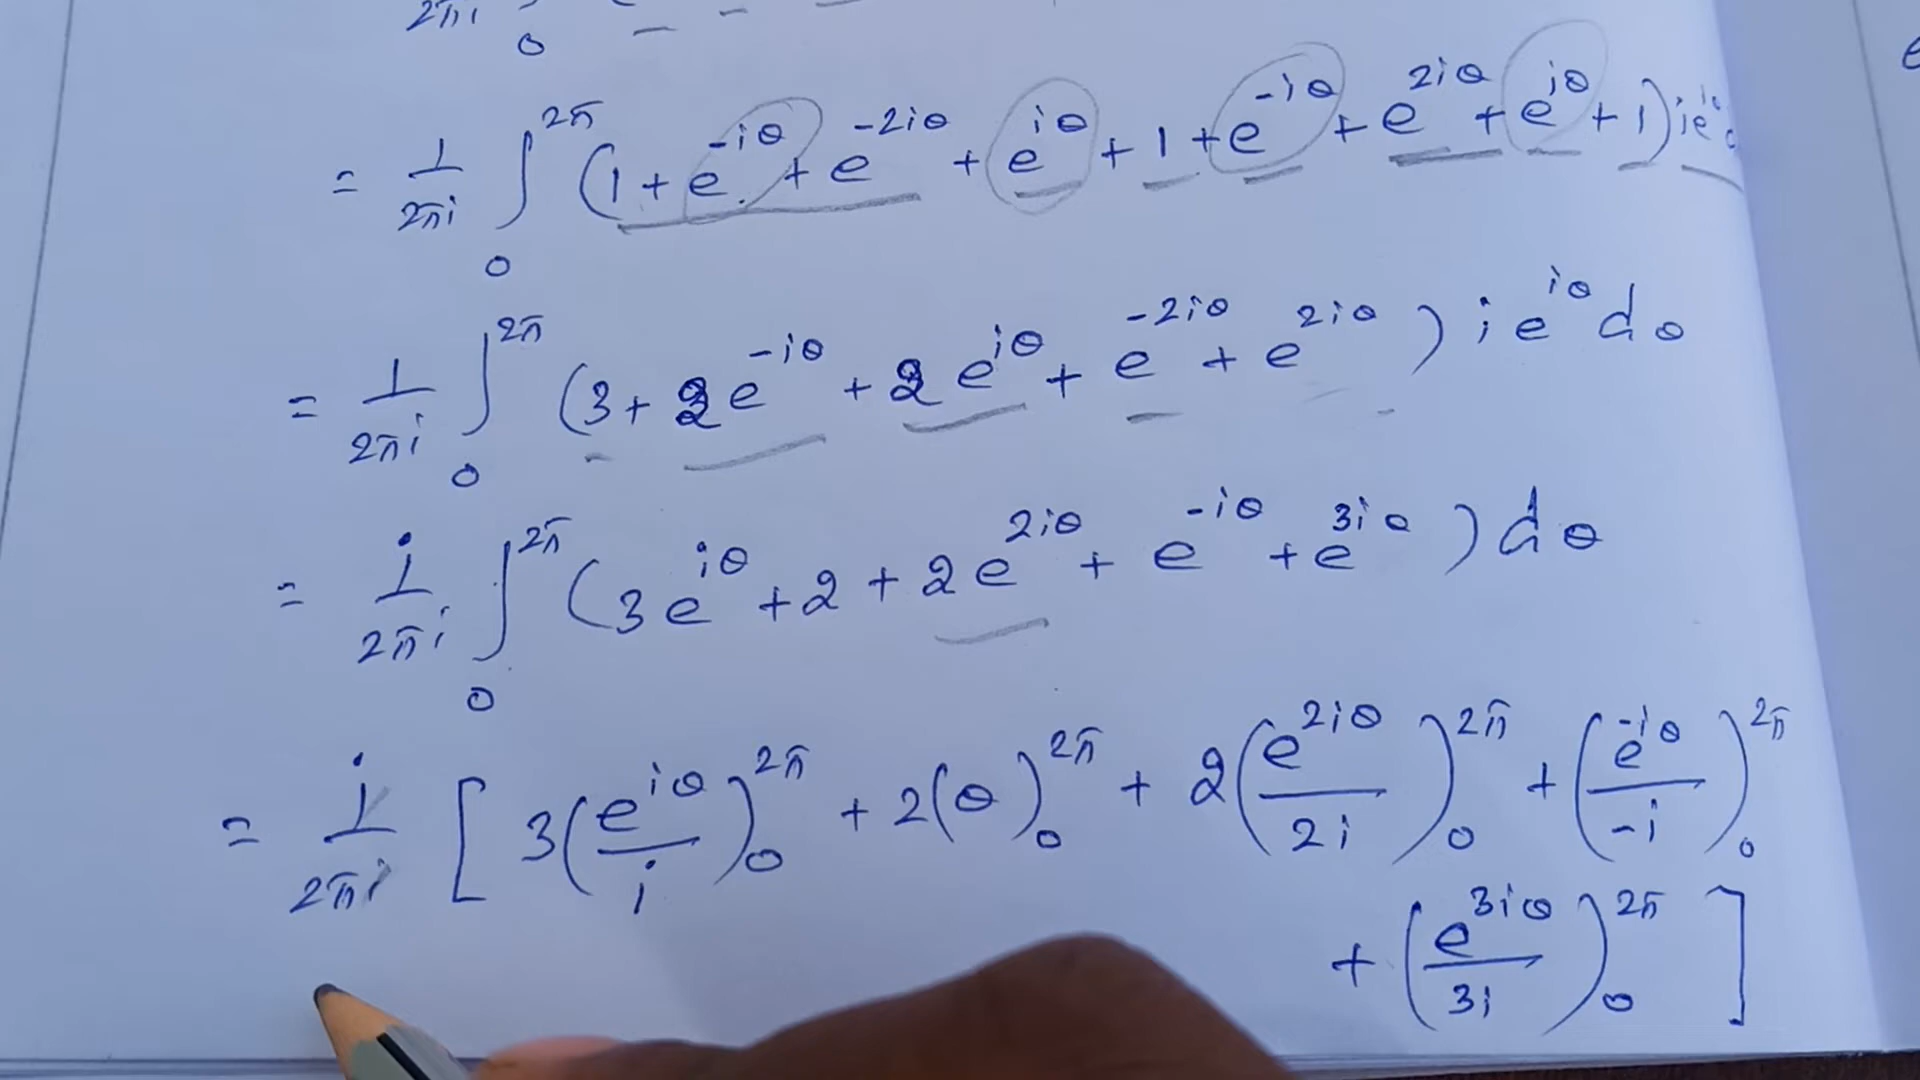 2πi 0
= 1/2πi ∫₀^2π (1 + e^-iθ + e^-2iθ + e^iθ + 1 + e^-iθ + e^2iθ + e^iθ + 1) i e^i
= 1/2πi ∫₀^2π (3 + 2e^-iθ + 2e^iθ + e^-2iθ + e^2iθ) i e^iθ dθ
= i/2πi ∫₀^2π (3e^iθ + 2 + 2e^2iθ + e^-iθ + e^3iθ) dθ
= i/2πi [ 3(e^iθ/i)₀^2π + 2(θ)₀^2π + 2(e^2iθ/2i)₀^2π + (e^-iθ/-i)₀^2π
+ (e^3iθ/3i)₀^2π ]